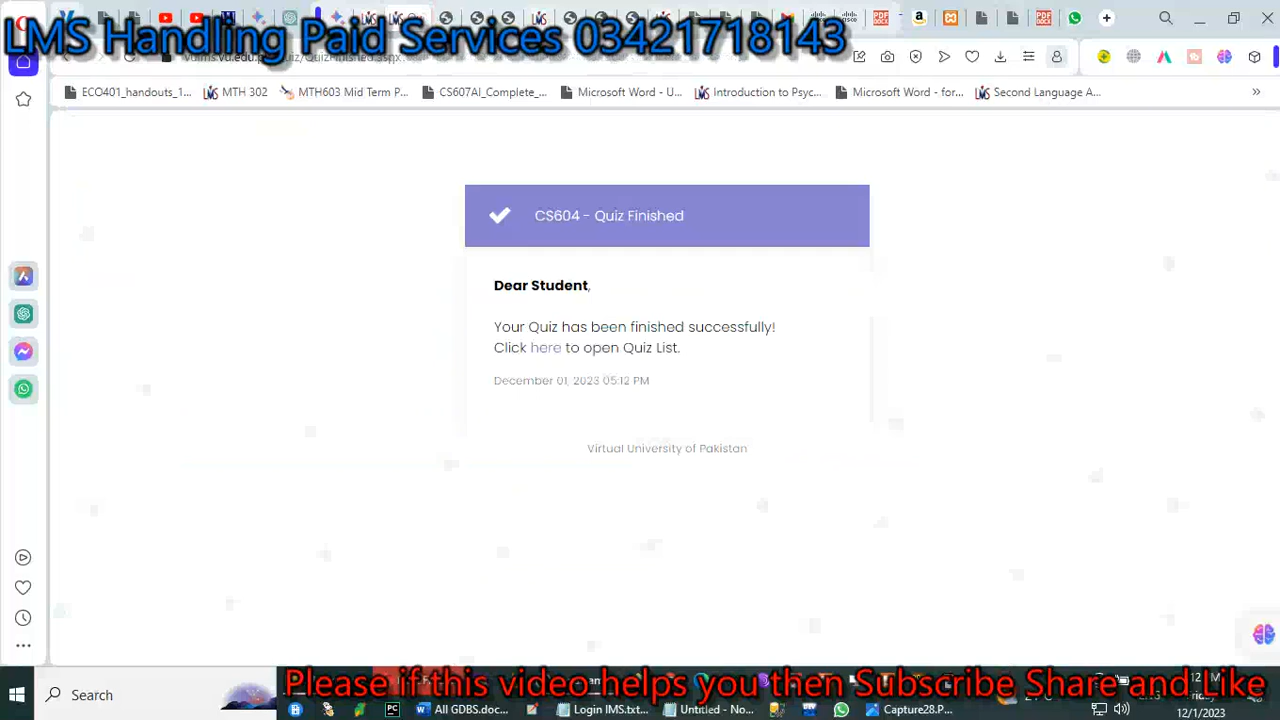 LMS Handling Paid Services 03421718143
ECO401_handouts_1...
MTH 302
MTH603 Mid Term P...
CS607AI_Complete_...
Microsoft Word - U...
Introduction to Psyc...
Microsoft Word - for...
Second Language A...
CS604 - Quiz Finished
Dear Student,
Your Quiz has been finished successfully!
Click here to open Quiz List.
December 01, 2023 05:12 PM
Virtual University of Pakistan
Please if this video helps you then Subscribe Share and Like
Search
All GDBS.doc...
Login IMS.txt...
Untitled - No...
Capture28.P...
12/1/2023